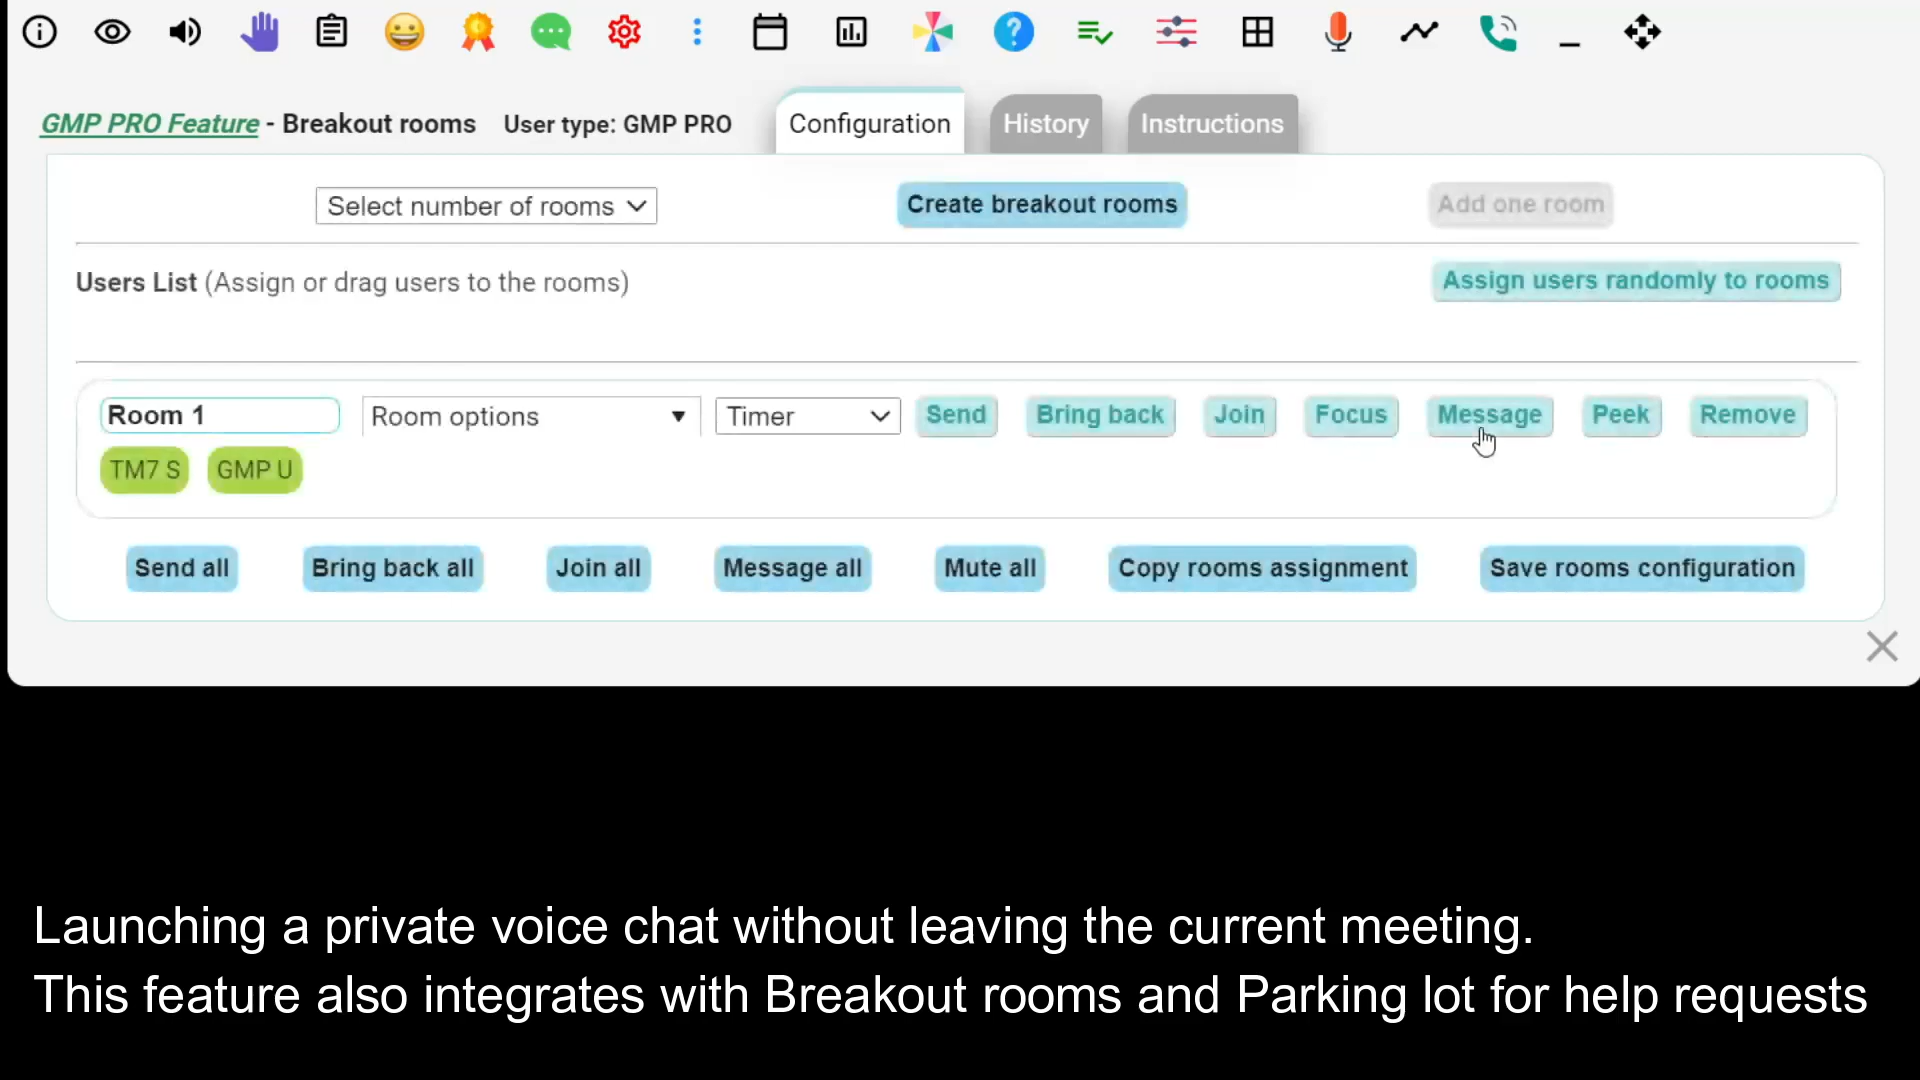 GMP PRO Feature - Breakout rooms User type: GMP PRO Configuration History Instructions
Select number of rooms Create breakout rooms Add one room
Users List (Assign or drag users to the rooms) Assign users randomly to rooms
Room 1 Room options Timer Send Bring back Join Focus Message Peek Remove
TM7 S GMP U
Send all Bring back all Join all Message all Mute all Copy rooms assignment Save rooms configuration
Launching a private voice chat without leaving the current meeting.
This feature also integrates with Breakout rooms and Parking lot for help requests